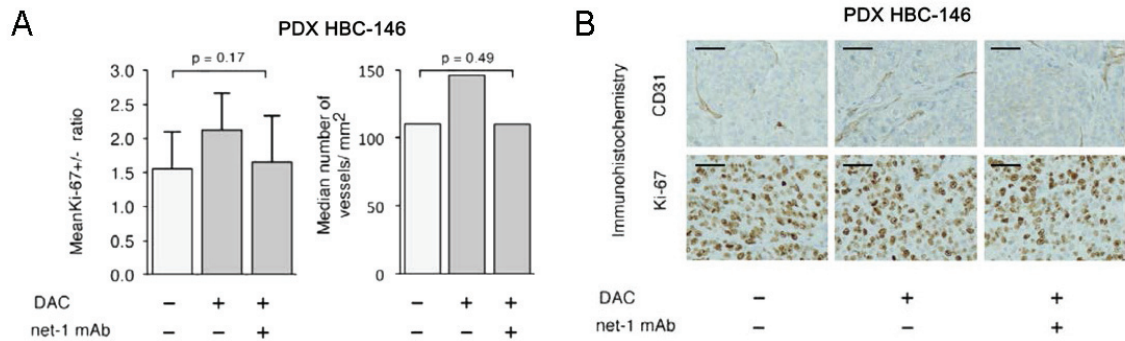 A
PDX HBC-146
p = 0.17
MeanKi-67+/- ratio
3.0
2.5
2.0
1.5
1.0
0.5
0.0
p = 0.49
Median number of
vessels/ mm2
150
100
50
0
DAC − + + − + +
net-1 mAb − − + − − +
B
PDX HBC-146
Immunohistochemistry
CD31
Ki-67
DAC − + +
net-1 mAb − − +